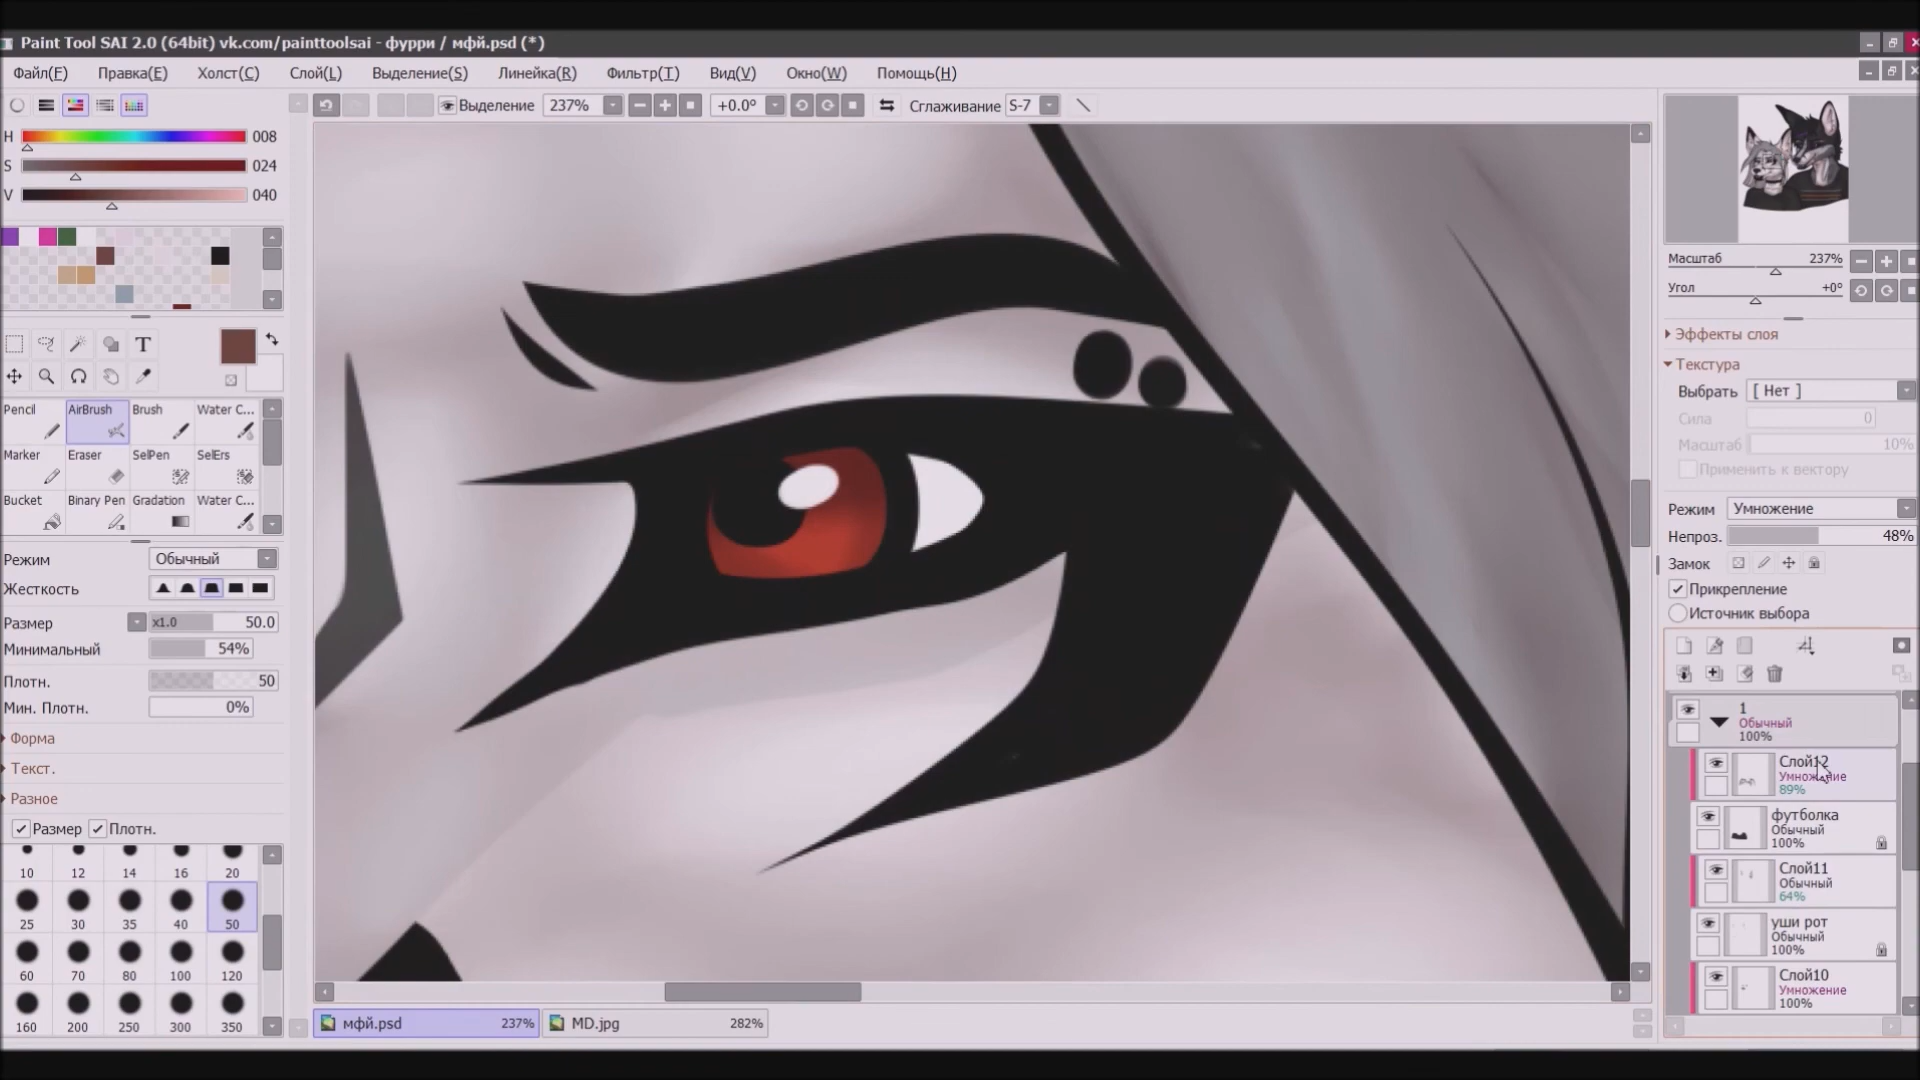 Paint Tool SAI 2.0 (64bit) vk.com/painttoolsai - фурри / мфй.psd (*)
Файл(F) Правка(E) Холст(C) Слой(L) Выделение(S) Линейка(R) Фильтр(T) Вид(V) Окно(W) Помощь(H)
Выделение 237% +0.0° Сглаживание S-7
H 008
S 024
V 040
T
Pencil AirBrush Brush Water C...
Marker Eraser SelPen SelErs
Bucket Binary Pen Gradation Water C...
Режим Обычный
Жесткость
Размер x1.0 50.0
Минимальный 54%
Плотн. 50
Мин. Плотн. 0%
Форма
Текст.
Разное
Размер Плотн.
10 12 14 16 20
25 30 35 40 50
60 70 80 100 120
160 200 250 300 350
мфй.psd 237% MD.jpg 282%
Масштаб 237%
Угол +0°
Эффекты слоя
Текстура
Выбрать [ Нет ]
Сила 0
Масштаб 10%
Применить к вектору
Режим Умножение
Непроз. 48%
Замок
Прикрепление
Источник выбора
1
Обычный
100%
Слой12
Умножение
89%
футболка
Обычный
100%
Слой11
Обычный
64%
уши рот
Обычный
100%
Слой10
Умножение
100%